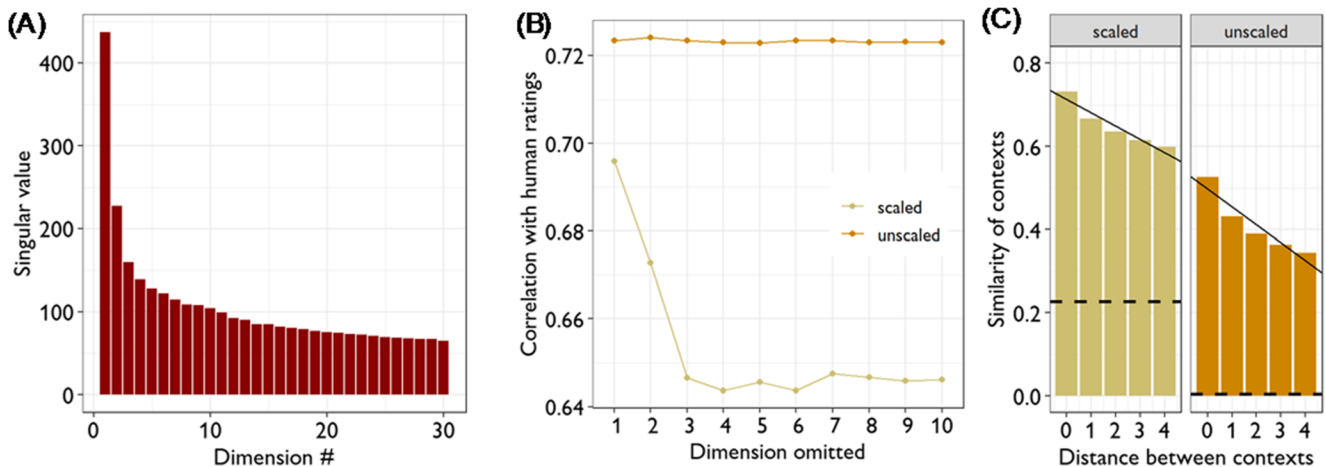 (A)
Singular value
400
300
200
100
0
0 10 20 30
Dimension #
(B)
Correlation with human ratings
0.72
0.70
0.68
0.66
0.64
scaled
unscaled
1 2 3 4 5 6 7 8 9 10
Dimension omitted
(C)
scaled unscaled
Similarity of contexts
0.8
0.6
0.4
0.2
0.0
0 1 2 3 4 0 1 2 3 4
Distance between contexts